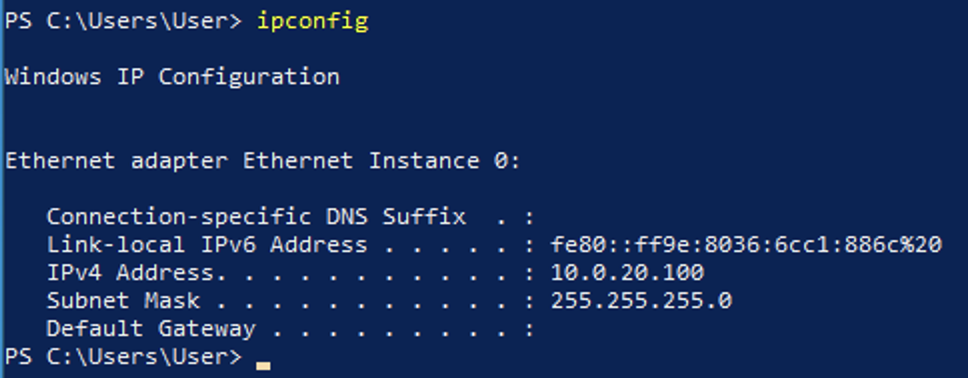 PS C:\Users\User> ipconfig
Windows IP Configuration
Ethernet adapter Ethernet Instance 0:
   Connection-specific DNS Suffix  . :
   Link-local IPv6 Address . . . . . : fe80::ff9e:8036:6cc1:886c%20
   IPv4 Address. . . . . . . . . . . : 10.0.20.100
   Subnet Mask . . . . . . . . . . . : 255.255.255.0
   Default Gateway . . . . . . . . . :
PS C:\Users\User>